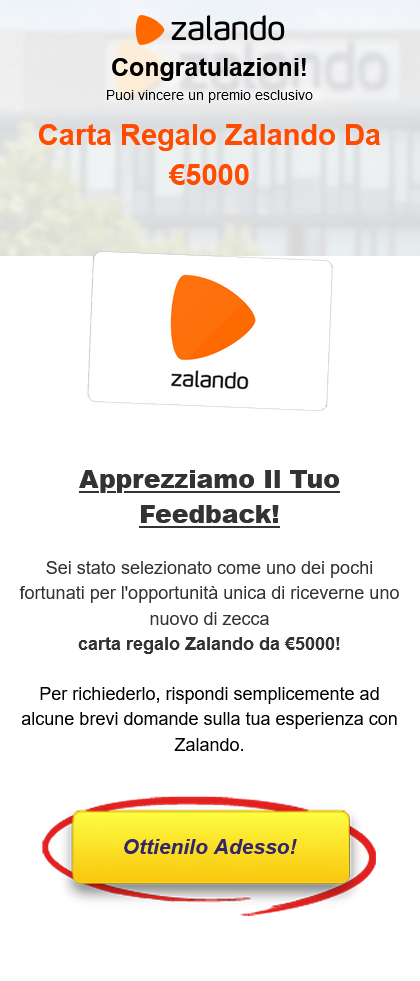 zalando
Congratulazioni!
Puoi vincere un premio esclusivo
Carta Regalo Zalando Da
€5000
zalando
Apprezziamo Il Tuo
Feedback!
Sei stato selezionato come uno dei pochi
fortunati per l'opportunità unica di riceverne uno
nuovo di zecca
carta regalo Zalando da €5000!
Per richiederlo, rispondi semplicemente ad
alcune brevi domande sulla tua esperienza con
Zalando.
Ottienilo Adesso!